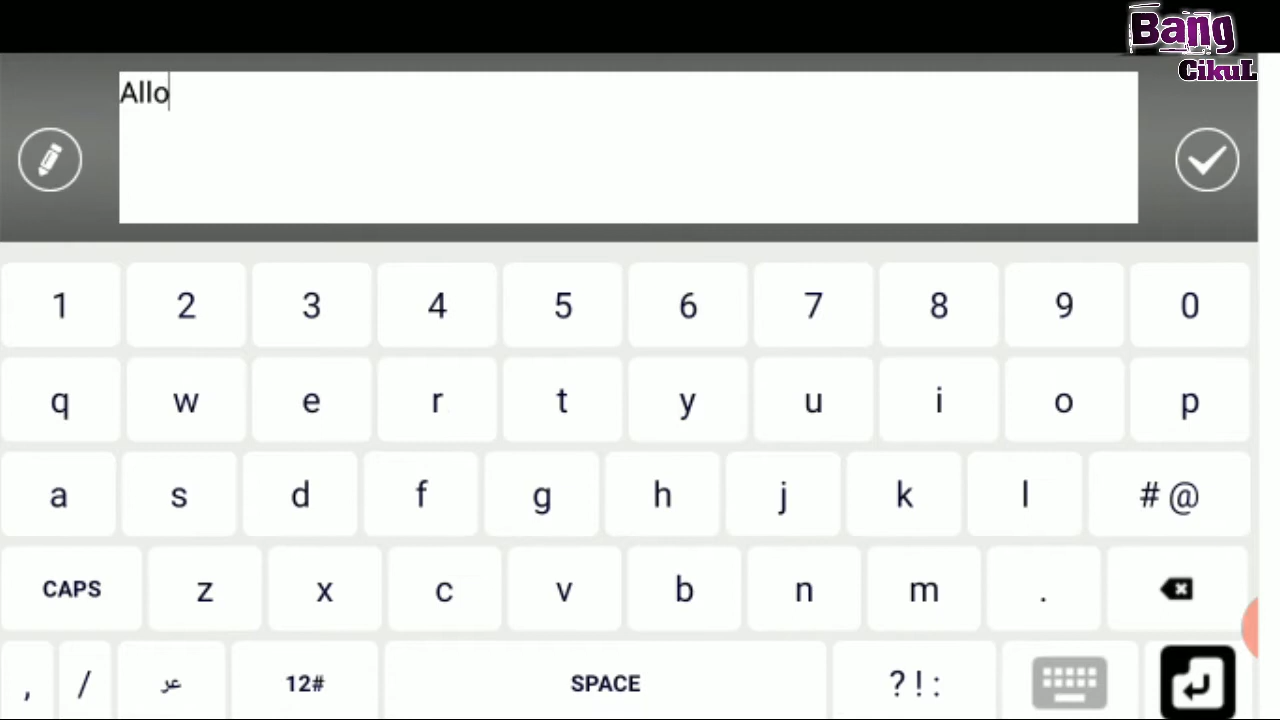 Bang
CikuL
Allo
1 2 3 4 5 6 7 8 9 0
q w e r t y u i o p
a s d f g h j k l #@
CAPS z x c v b n m .
, / عر 12# SPACE ?!: